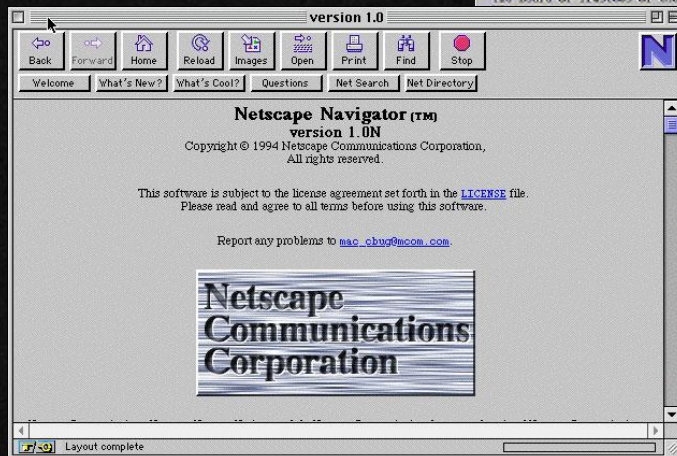 version 1.0
Back Forward Home Reload Images Open Print Find Stop
N
Welcome What's New? What's Cool? Questions Net Search Net Directory
Netscape Navigator (TM)
version 1.0N
Copyright © 1994 Netscape Communications Corporation,
All rights reserved.
This software is subject to the license agreement set forth in the LICENSE file.
Please read and agree to all terms before using this software.
Report any problems to mac_cbug@mcom.com.
Netscape
Communications
Corporation
Layout complete